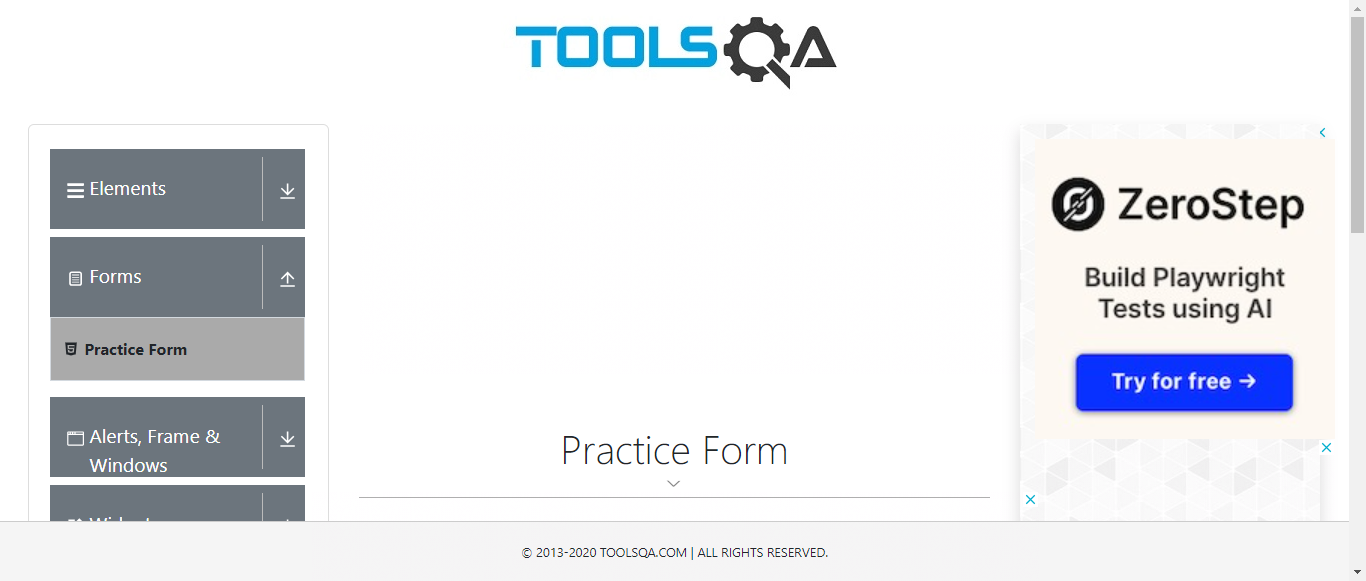 TOOLSQA
Elements
Forms
Practice Form
Alerts, Frame &
Windows
Practice Form
ZeroStep
Build Playwright
Tests using AI
Try for free →
© 2013-2020 TOOLSQA.COM | ALL RIGHTS RESERVED.